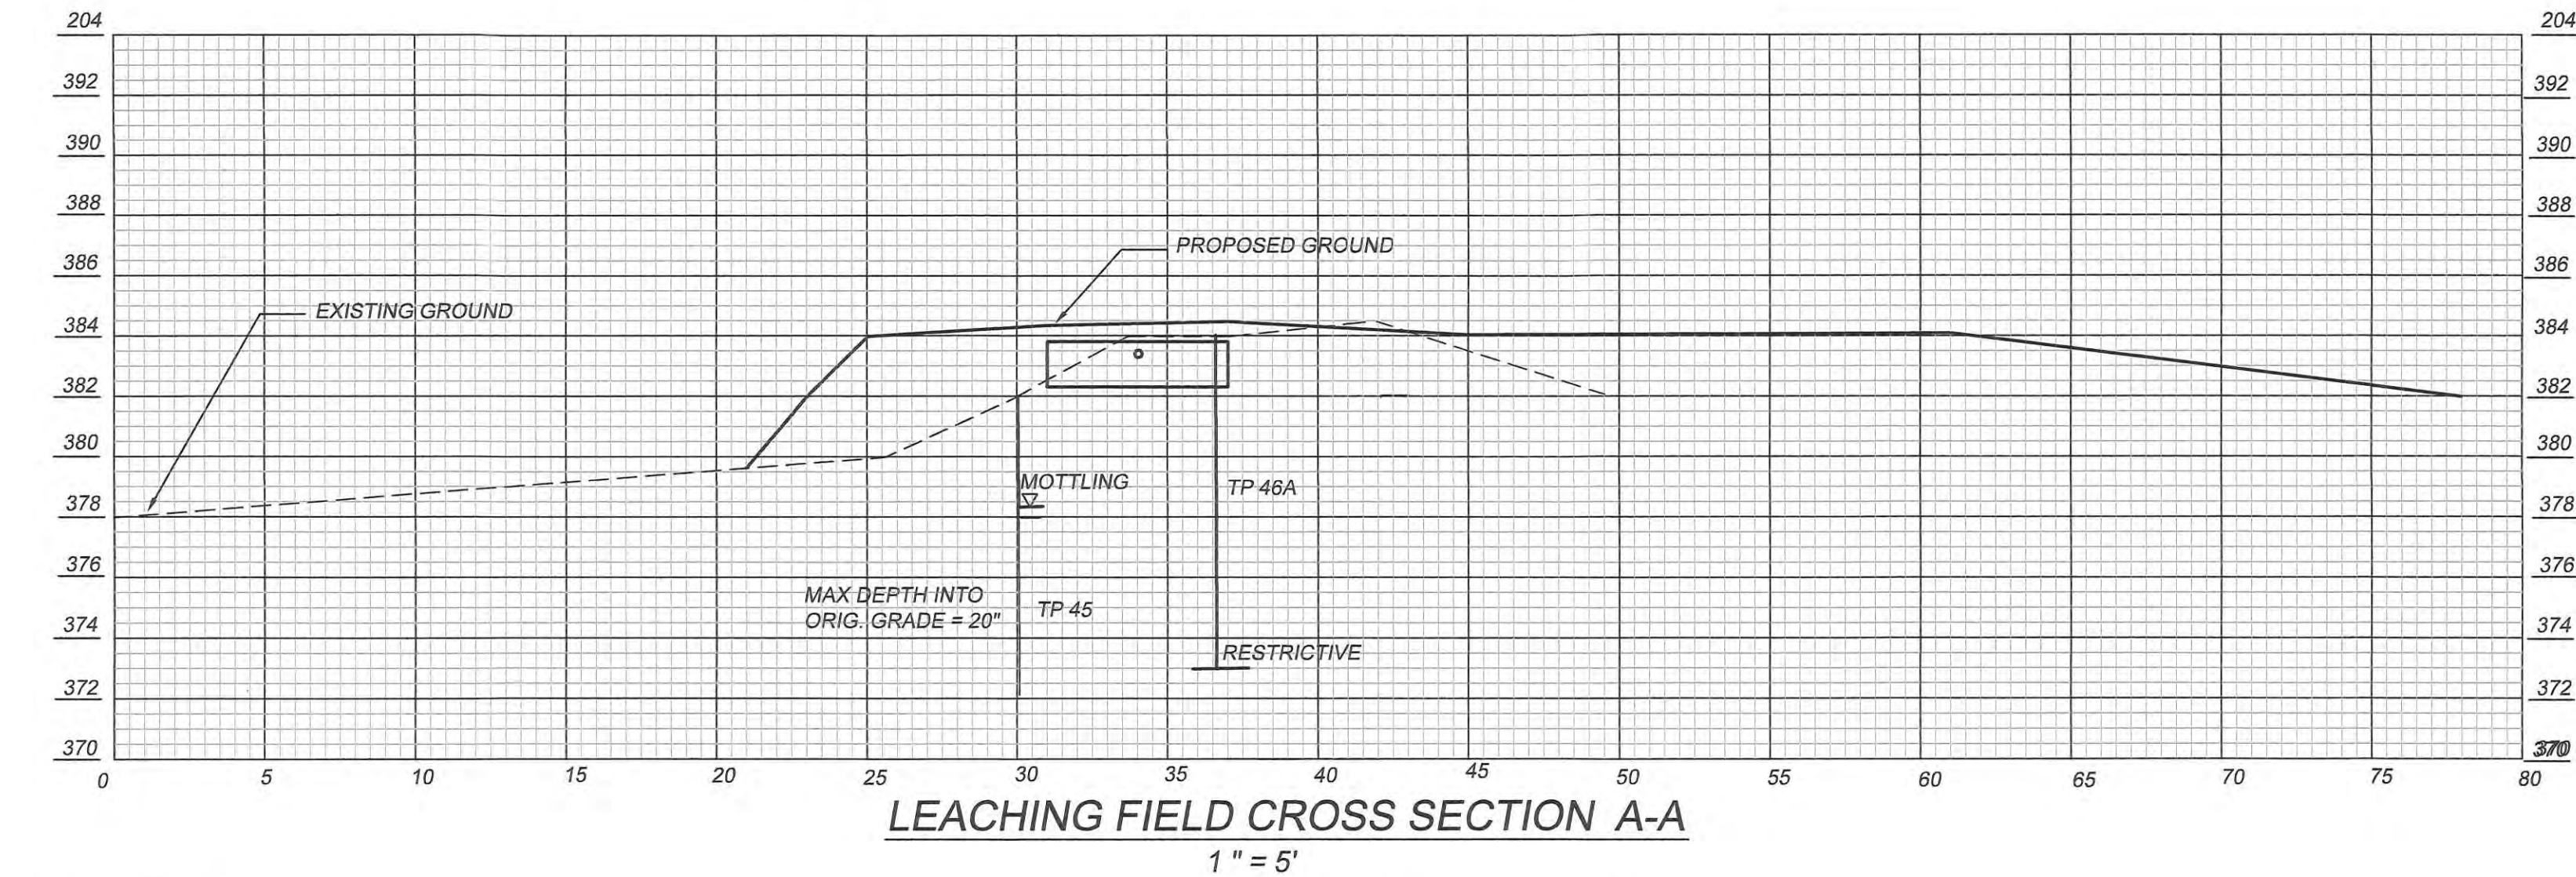 204 204
392 392
390 390
388 388
PROPOSED GROUND
386 386
EXISTING GROUND
384 384
382 382
380 380
MOTTLING
TP 46A
378 378
376 376
MAX DEPTH INTO
ORIG. GRADE = 20"
TP 45
374 374
RESTRICTIVE
372 372
370 370
0 5 10 15 20 25 30 35 40 45 50 55 60 65 70 75 80
LEACHING FIELD CROSS SECTION A-A
1 " = 5'